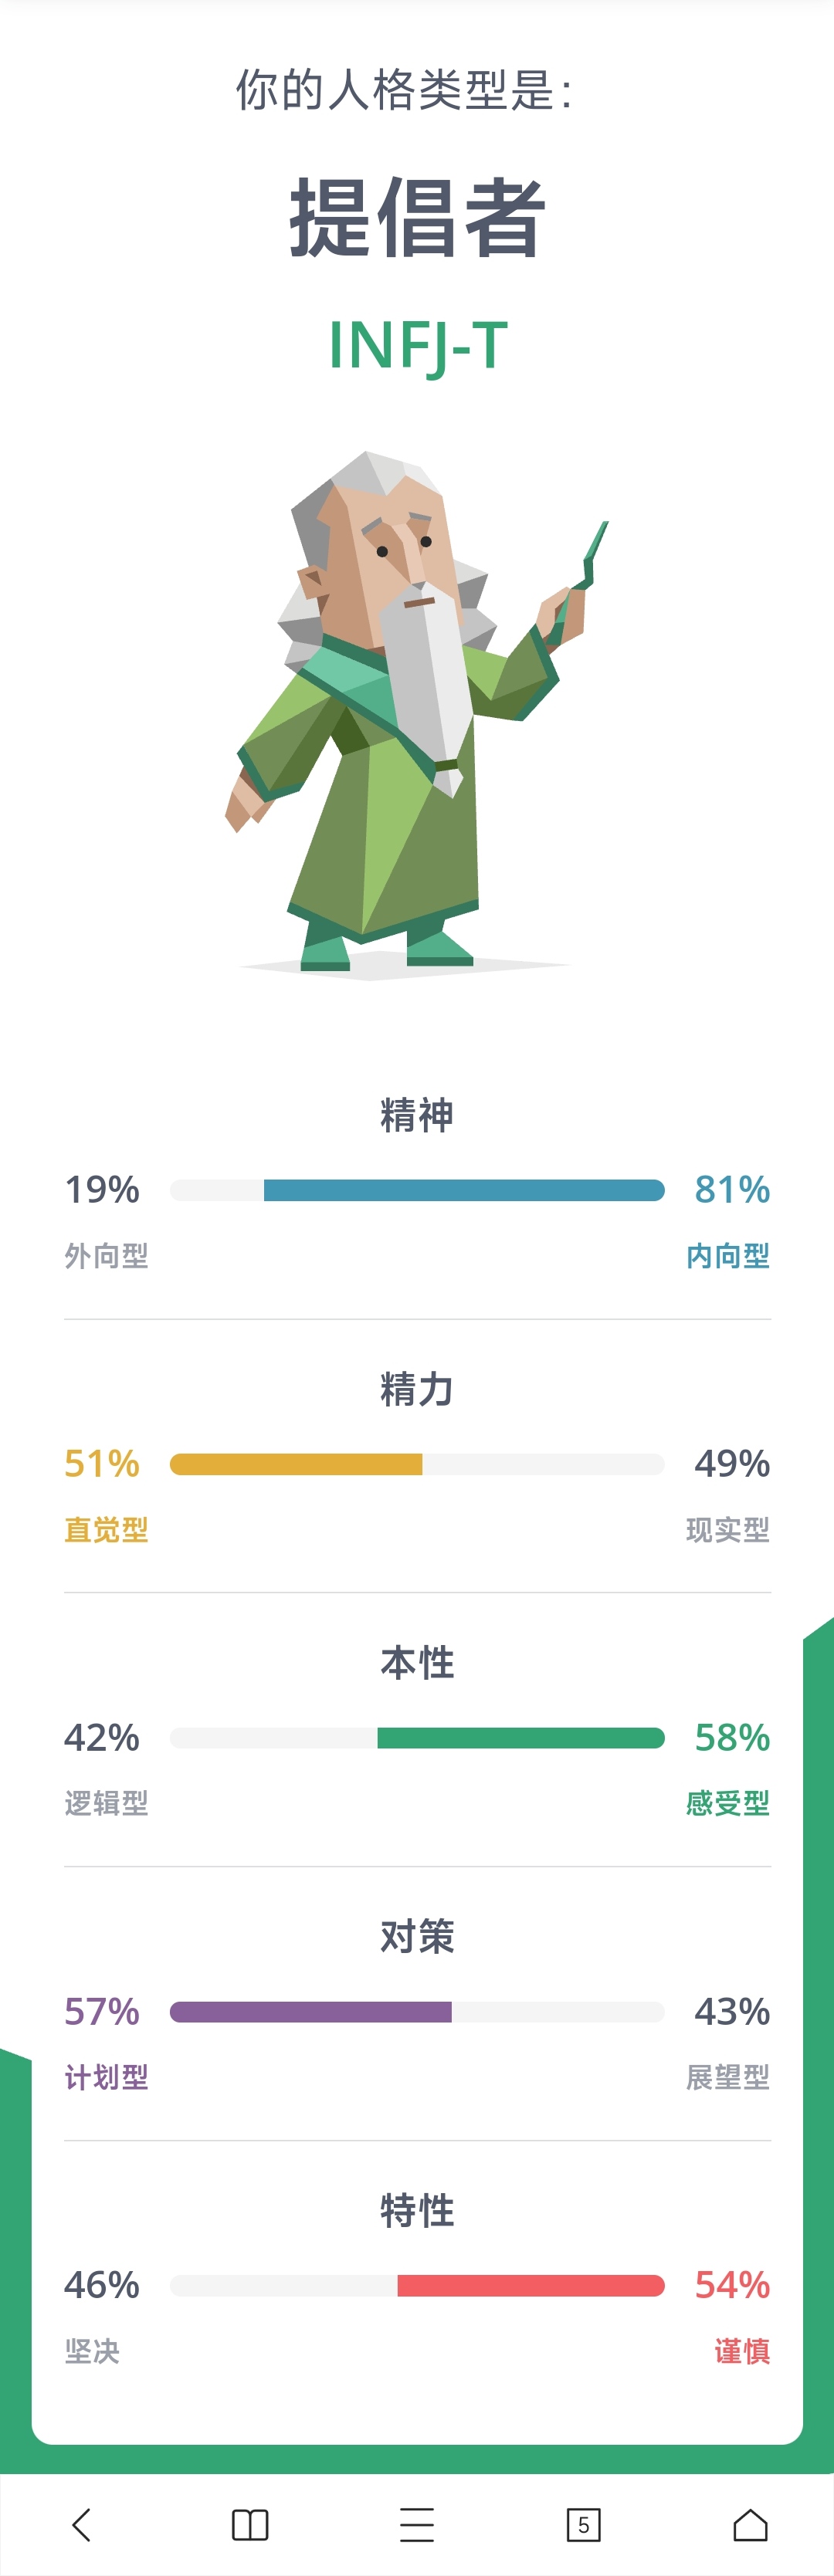 你的人格类型是：
提倡者
INFJ-T
精神
19% 81%
外向型 内向型
精力
51% 49%
直觉型 现实型
本性
42% 58%
逻辑型 感受型
对策
57% 43%
计划型 展望型
特性
46% 54%
坚决 谨慎
5